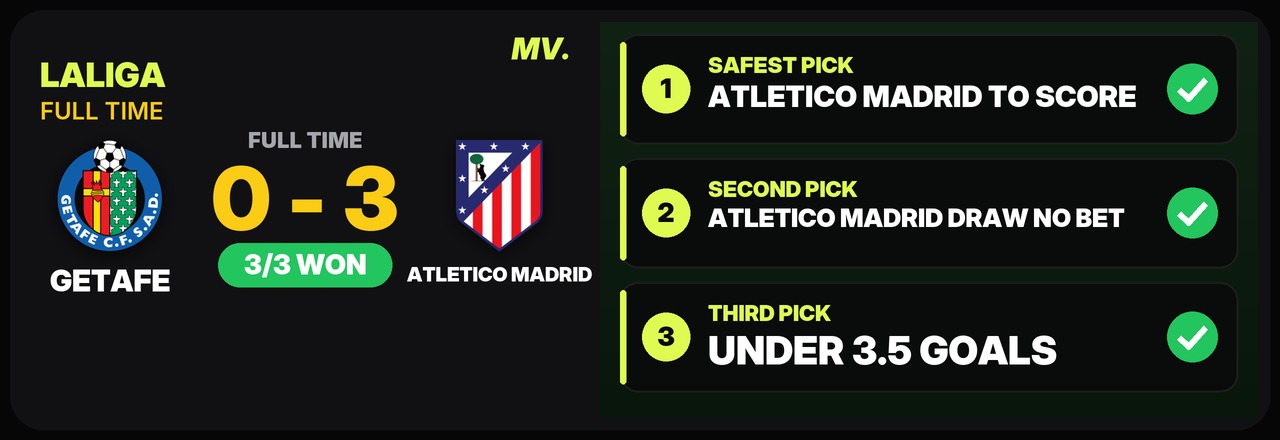 MV.
LALIGA
FULL TIME
GETAFE C.F. S.A.D.
GETAFE
FULL TIME
0 - 3
3/3 WON
ATLETICO MADRID
1
SAFEST PICK
ATLETICO MADRID TO SCORE
2
SECOND PICK
ATLETICO MADRID DRAW NO BET
3
THIRD PICK
UNDER 3.5 GOALS